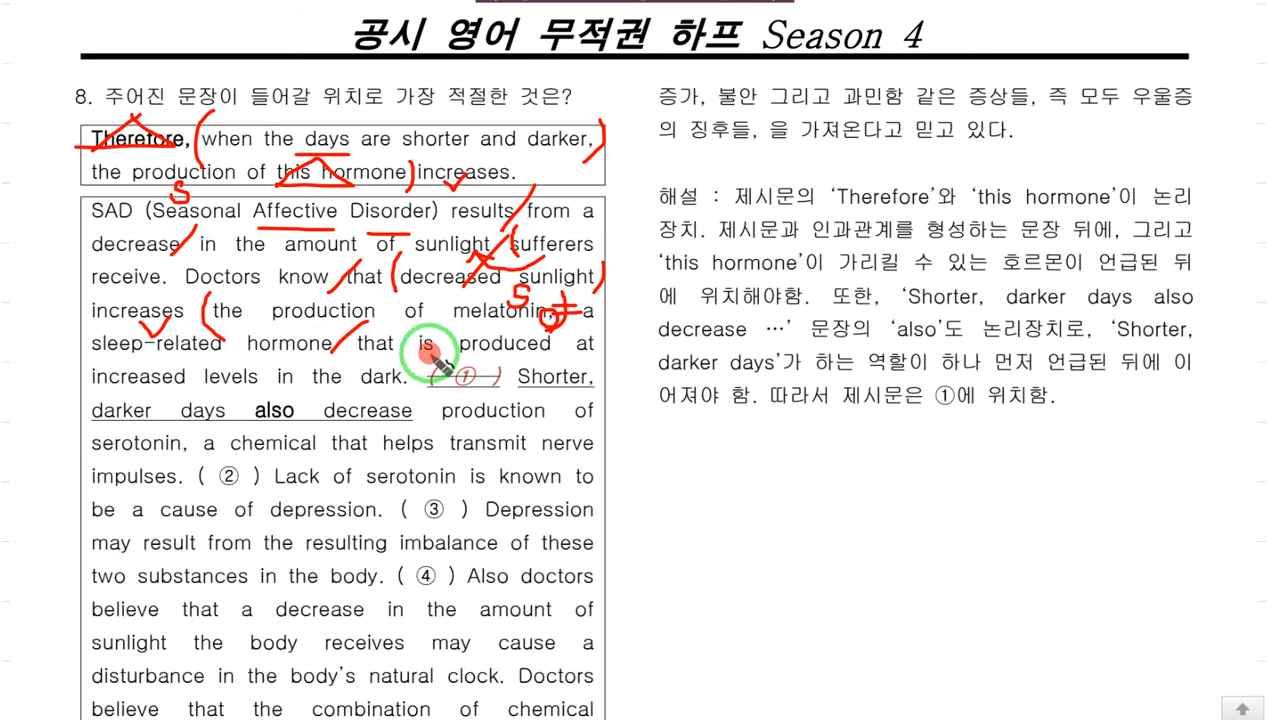 공시 영어 무적권 하프 Season 4
8. 주어진 문장이 들어갈 위치로 가장 적절한 것은?
Therefore, when the days are shorter and darker,
the production of this hormone increases.
SAD (Seasonal Affective Disorder) results from a
decrease in the amount of sunlight sufferers
receive. Doctors know that decreased sunlight
increases the production of melatonin, a
sleep-related hormone that is produced at
increased levels in the dark. ( ① ) Shorter,
darker days also decrease production of
serotonin, a chemical that helps transmit nerve
impulses. ( ② ) Lack of serotonin is known to
be a cause of depression. ( ③ ) Depression
may result from the resulting imbalance of these
two substances in the body. ( ④ ) Also doctors
believe that a decrease in the amount of
sunlight the body receives may cause a
disturbance in the body's natural clock. Doctors
believe that the combination of chemical
증가, 불안 그리고 과민함 같은 증상들, 즉 모두 우울증
의 징후들, 을 가져온다고 믿고 있다.
해설 : 제시문의 'Therefore'와 'this hormone'이 논리
장치. 제시문과 인과관계를 형성하는 문장 뒤에, 그리고
'this hormone'이 가리킬 수 있는 호르몬이 언급된 뒤
에 위치해야함. 또한, 'Shorter, darker days also
decrease …' 문장의 'also'도 논리장치로, 'Shorter,
darker days'가 하는 역할이 하나 먼저 언급된 뒤에 이
어져야 함. 따라서 제시문은 ①에 위치함.